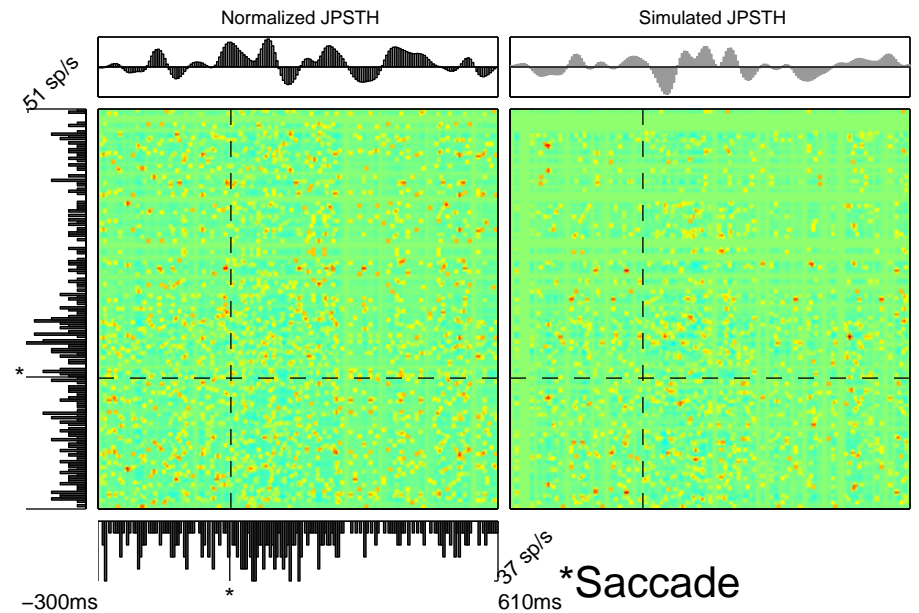 Normalized JPSTH
Simulated JPSTH
51 sp/s
*
*
37 sp/s
−300ms
610ms
*Saccade